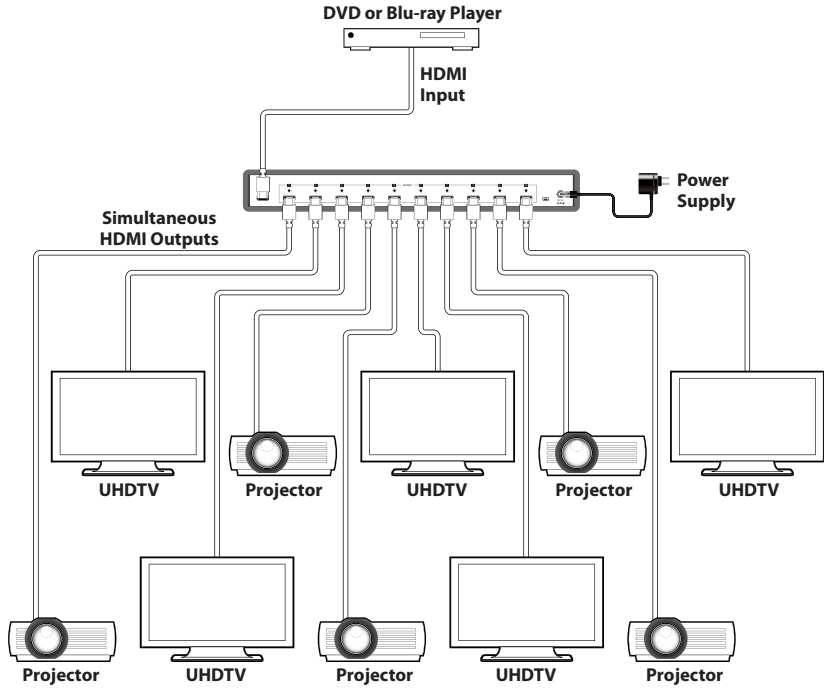 DVD or Blu-ray Player
HDMI
Input
Power
Supply
Simultaneous
HDMI Outputs
UHDTV
Projector
UHDTV
Projector
UHDTV
Projector
UHDTV
Projector
UHDTV
Projector